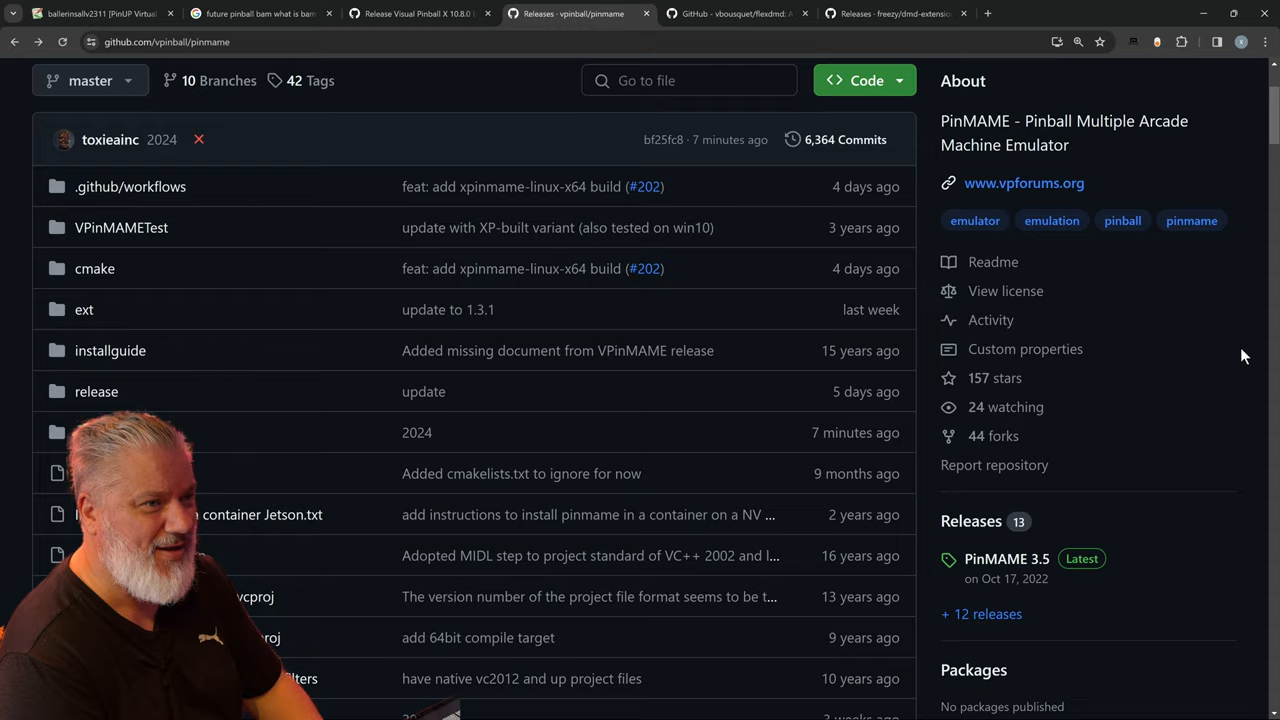 ballerinsallv2311 [PinUP Virtual
future pinball bam what is bam
Release Visual Pinball X 10.8.0
Releases · vpinball/pinmame
GitHub - vbousquet/flexdmd: A
Releases · freezy/dmd-extensio
github.com/vpinball/pinmame
master
10 Branches
42 Tags
Go to file
Code
toxieainc 2024
bf25fc8 · 7 minutes ago
6,364 Commits
.github/workflows feat: add xpinmame-linux-x64 build (#202) 4 days ago
VPinMAMETest update with XP-built variant (also tested on win10) 3 years ago
cmake feat: add xpinmame-linux-x64 build (#202) 4 days ago
ext update to 1.3.1 last week
installguide Added missing document from VPinMAME release 15 years ago
release update 5 days ago
2024 7 minutes ago
Added cmakelists.txt to ignore for now 9 months ago
container Jetson.txt add instructions to install pinmame in a container on a NV ... 2 years ago
Adopted MIDL step to project standard of VC++ 2002 and l... 16 years ago
vcproj The version number of the project file format seems to be t... 13 years ago
oj add 64bit compile target 9 years ago
lters have native vc2012 and up project files 10 years ago
3 weeks ago
About
PinMAME - Pinball Multiple Arcade
Machine Emulator
www.vpforums.org
emulator emulation pinball pinmame
Readme
View license
Activity
Custom properties
157 stars
24 watching
44 forks
Report repository
Releases 13
PinMAME 3.5 Latest
on Oct 17, 2022
+ 12 releases
Packages
No packages published